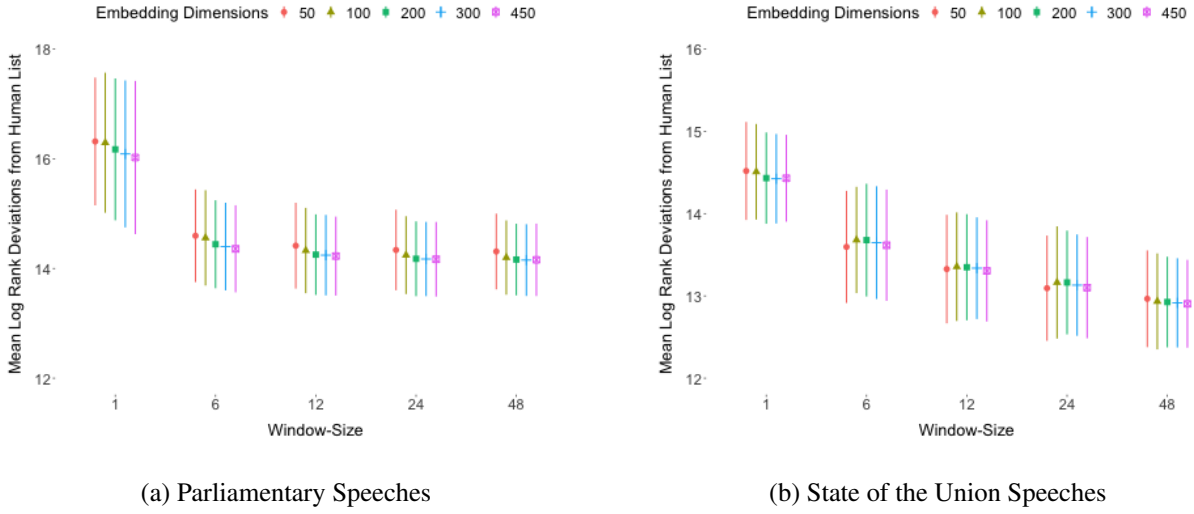 Embedding Dimensions 50 100 200 300 450
Mean Log Rank Deviations from Human List
18
16
14
12
1 6 12 24 48
Window-Size
(a) Parliamentary Speeches
Embedding Dimensions 50 100 200 300 450
Mean Log Rank Deviations from Human List
16
15
14
13
12
1 6 12 24 48
Window-Size
(b) State of the Union Speeches